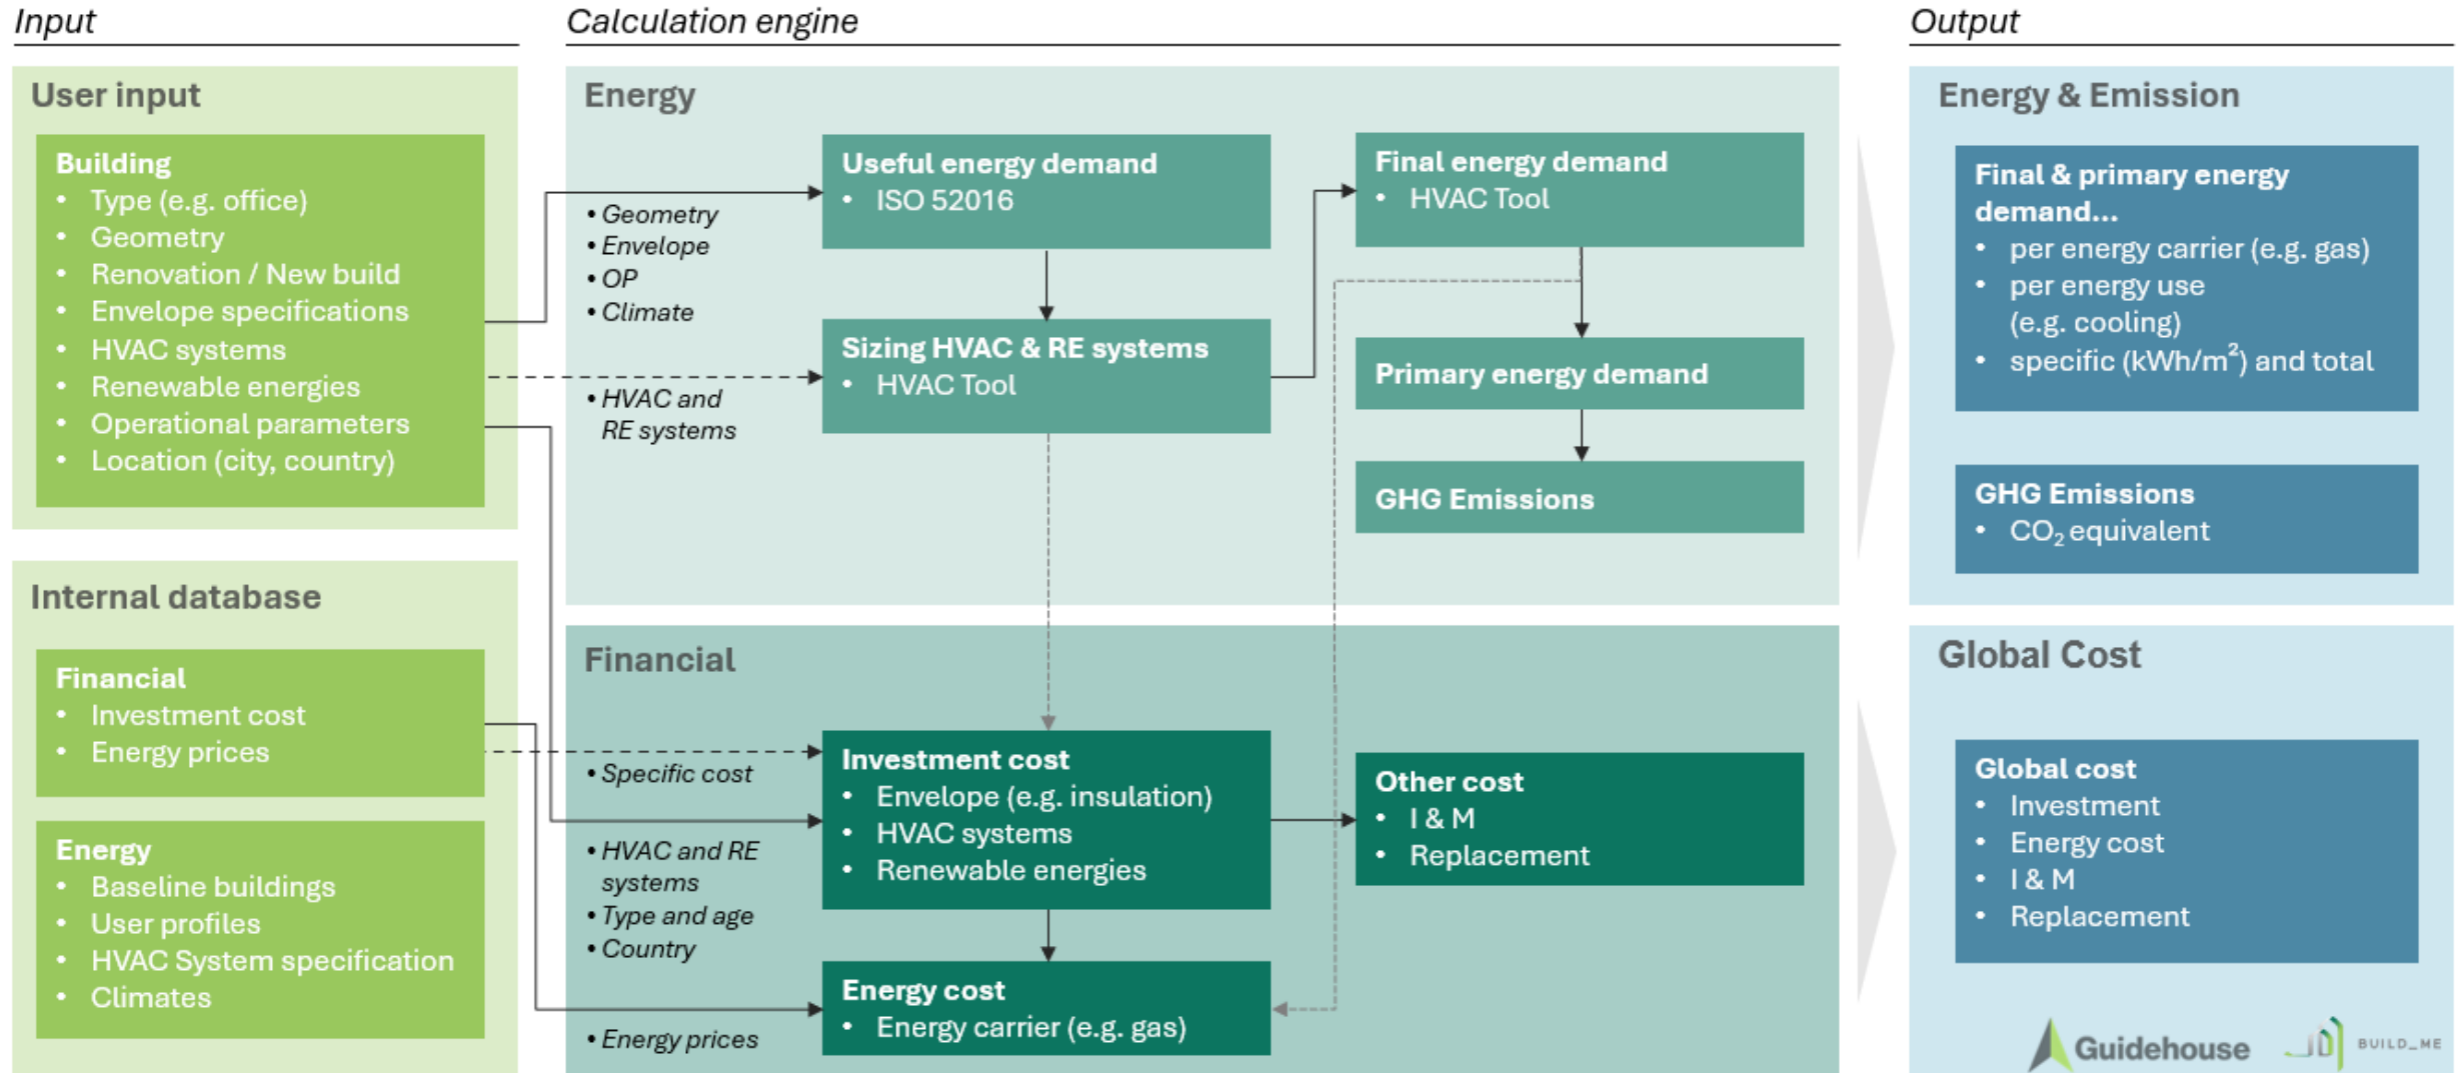 Input
User input
Building
• Type (e.g. office)
• Geometry
• Renovation / New build
• Envelope specifications
• HVAC systems
• Renewable energies
• Operational parameters
• Location (city, country)
Internal database
Financial
• Investment cost
• Energy prices
Energy
• Baseline buildings
• User profiles
• HVAC System specification
• Climates
Calculation engine
Energy
• Geometry
• Envelope
• OP
• Climate
• HVAC and
RE systems
Useful energy demand
• ISO 52016
Sizing HVAC & RE systems
• HVAC Tool
Final energy demand
• HVAC Tool
Primary energy demand
GHG Emissions
Financial
• Specific cost
• HVAC and RE
systems
• Type and age
• Country
• Energy prices
Investment cost
• Envelope (e.g. insulation)
• HVAC systems
• Renewable energies
Energy cost
• Energy carrier (e.g. gas)
Other cost
• I & M
• Replacement
Output
Energy & Emission
Final & primary energy
demand...
• per energy carrier (e.g. gas)
• per energy use
(e.g. cooling)
• specific (kWh/m²) and total
GHG Emissions
• CO₂ equivalent
Global Cost
Global cost
• Investment
• Energy cost
• I & M
• Replacement
Guidehouse
BUILD_ME